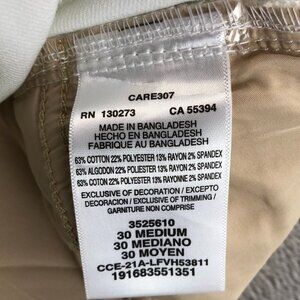 CARE307
RN 130273 CA 55394
MADE IN BANGLADESH
HECHO EN BANGLADESH
FABRIQUE AU BANGLADESH
63% COTTON 22% POLYESTER 13% RAYON 2% SPANDEX
63% ALGODON 22% POLIESTER 13% RAYON 2% SPANDEX
63% COTON 22% POLYESTER 13% RAYONNE 2% SPANDEX
EXCLUSIVE OF DECORATION / EXCEPTO
DECORACION / EXCLUSIVE OF TRIMMING /
GARNITURE NON COMPRISE
3525610
30 MEDIUM
30 MEDIANO
30 MOYEN
CCE-21A-LFVH53811
191683551351